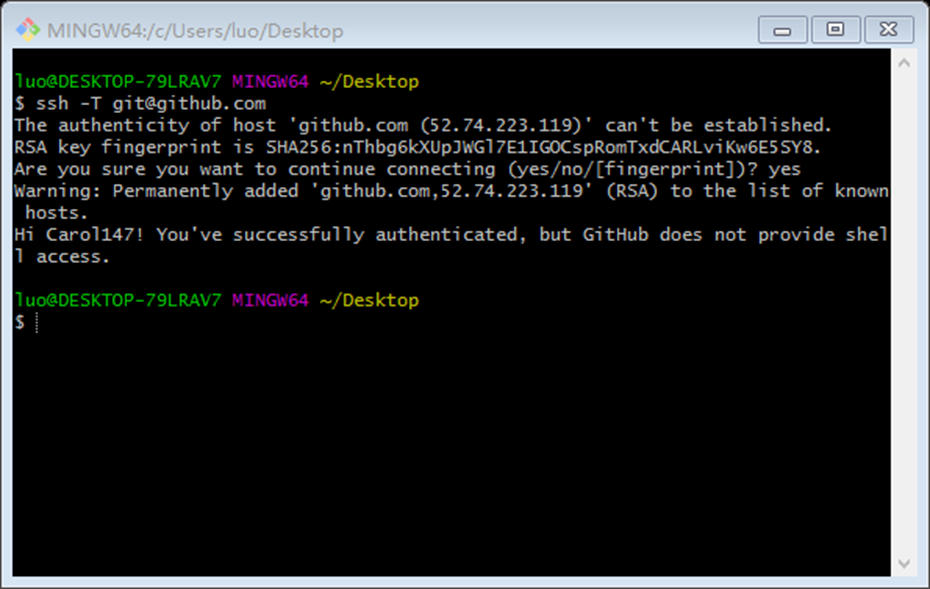 MINGW64:/c/Users/luo/Desktop
luo@DESKTOP-79LRAV7 MINGW64 ~/Desktop
$ ssh -T git@github.com
The authenticity of host 'github.com (52.74.223.119)' can't be established.
RSA key fingerprint is SHA256:nThbg6kXUpJWGl7E1IGOCspRomTxdCARLviKw6E5SY8.
Are you sure you want to continue connecting (yes/no/[fingerprint])? yes
Warning: Permanently added 'github.com,52.74.223.119' (RSA) to the list of known
 hosts.
Hi Carol147! You've successfully authenticated, but GitHub does not provide shel
l access.
luo@DESKTOP-79LRAV7 MINGW64 ~/Desktop
$